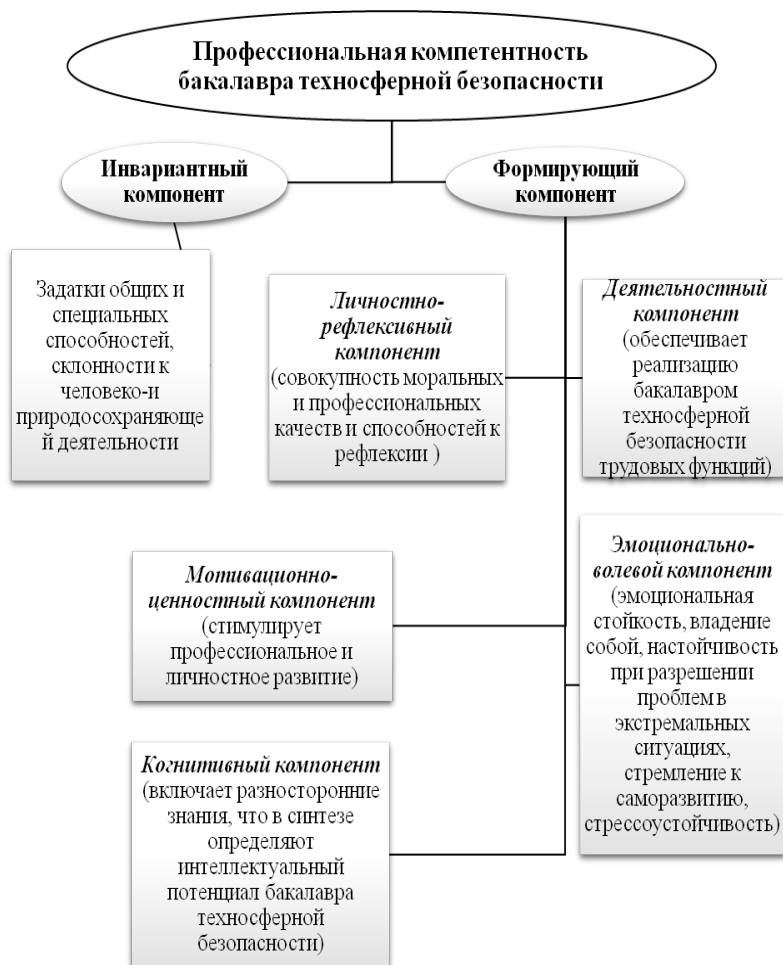 Профессиональная компетентность
бакалавра техносферной безопасности
Инвариантный
компонент
Формирующий
компонент
Задатки общих и
специальных
способностей,
склонности к
человеко-и
природосохраняюще
й деятельности
Личностно-
рефлексивный
компонент
(совокупность моральных
и профессиональных
качеств и способностей к
рефлексии )
Деятельностный
компонент
(обеспечивает
реализацию
бакалавром
техносферной
безопасности
трудовых функций)
Мотивационно-
ценностный компонент
(стимулирует
профессиональное и
личностное развитие)
Эмоционально-
волевой компонент
(эмоциональная
стойкость, владение
собой, настойчивость
при разрешении
проблем в
экстремальных
ситуациях,
стремление к
саморазвитию,
стрессоустойчивость)
Когнитивный компонент
(включает разносторонние
знания, что в синтезе
определяют
интеллектуальный
потенциал бакалавра
техносферной
безопасности)